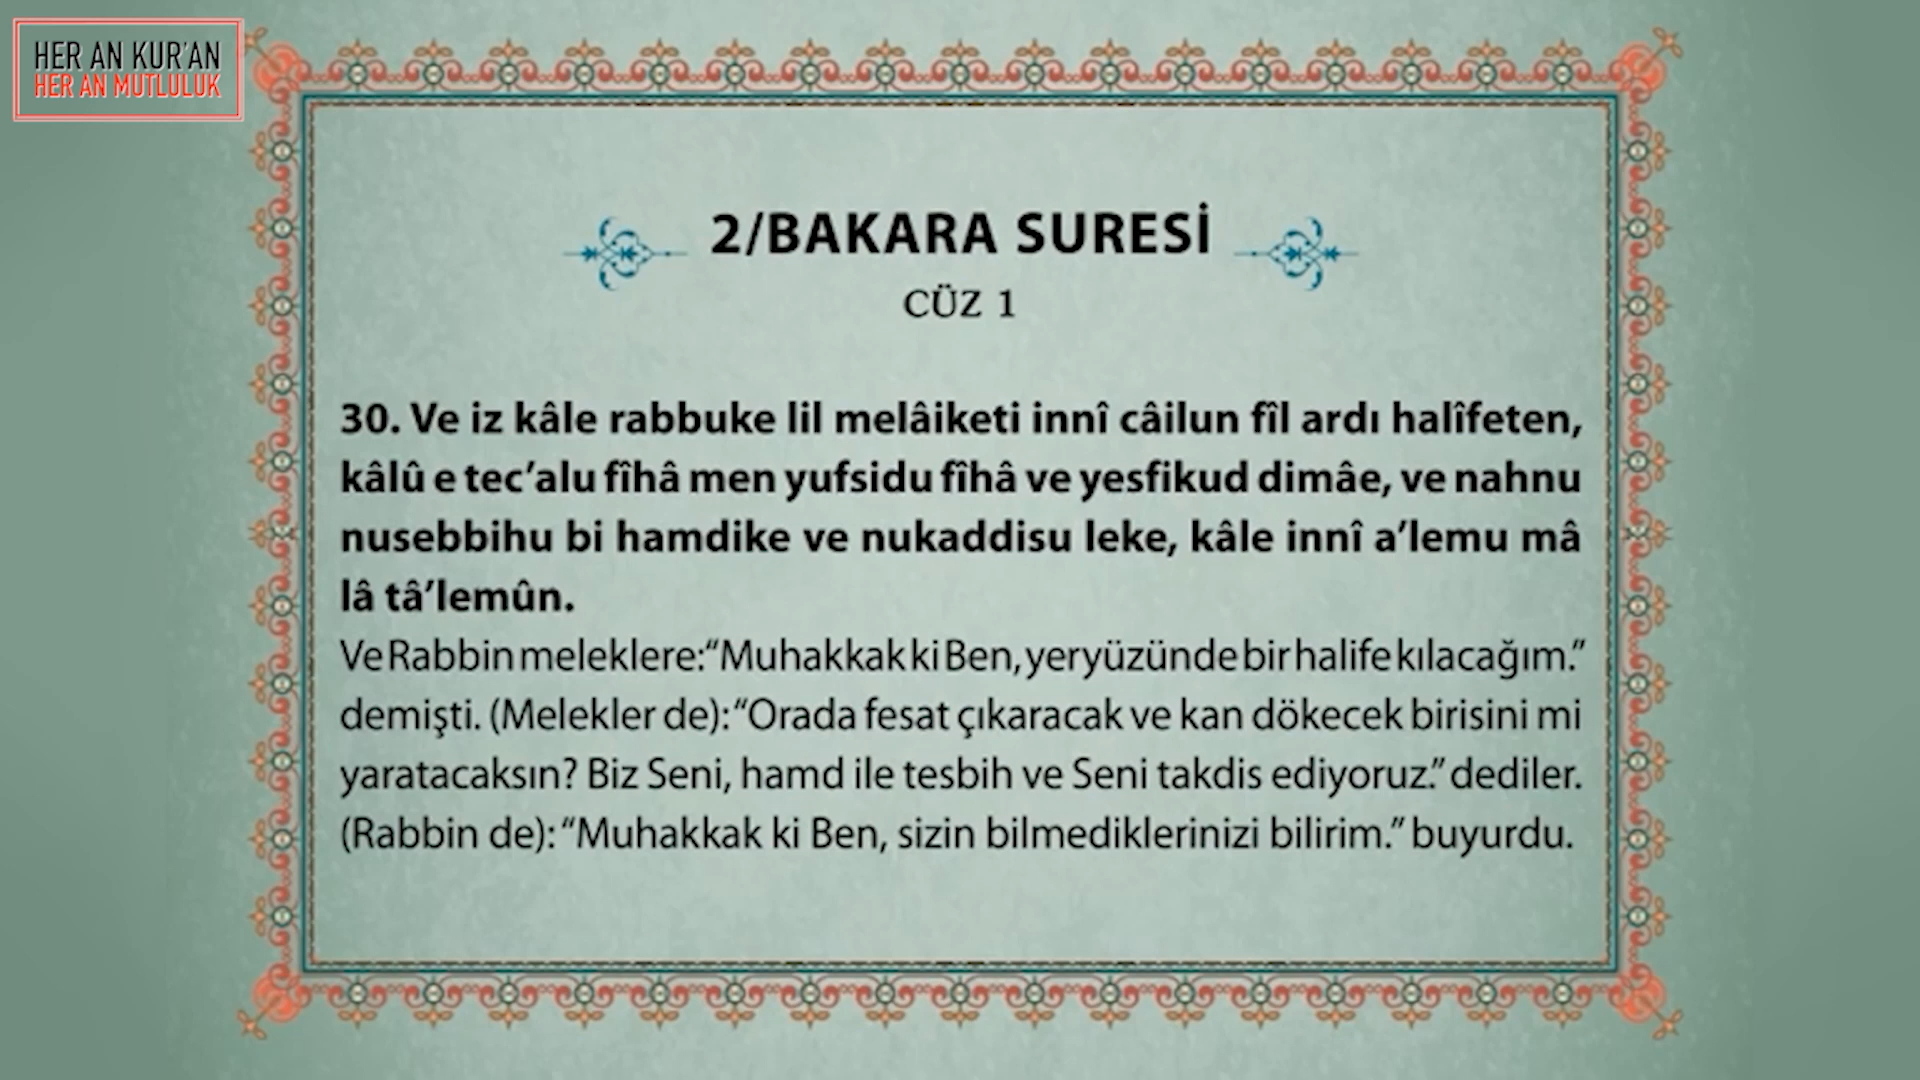 HER AN KUR'AN
HER AN MUTLULUK
2/BAKARA SURESİ
CÜZ 1
30. Ve iz kâle rabbuke lil melâiketi innî câilun fîl ardı halîfeten,
kâlû e tec’alu fîhâ men yufsidu fîhâ ve yesfikud dimâe, ve nahnu
nusebbihu bi hamdike ve nukaddisu leke, kâle innî a’lemu mâ
lâ tâ’lemûn.
Ve Rabbin meleklere: “Muhakkak ki Ben, yeryüzünde bir halife kılacağım.”
demişti. (Melekler de): “Orada fesat çıkaracak ve kan dökecek birisini mi
yaratacaksın? Biz Seni, hamd ile tesbih ve Seni takdis ediyoruz.” dediler.
(Rabbin de): “Muhakkak ki Ben, sizin bilmediklerinizi bilirim.” buyurdu.